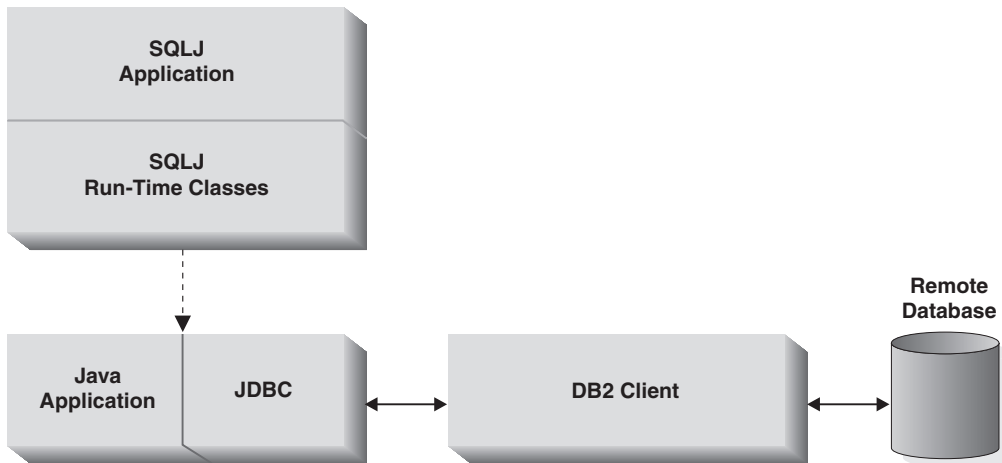 SQLJ
Application
SQLJ
Run-Time Classes
Remote
Database
Java
Application
JDBC
DB2 Client